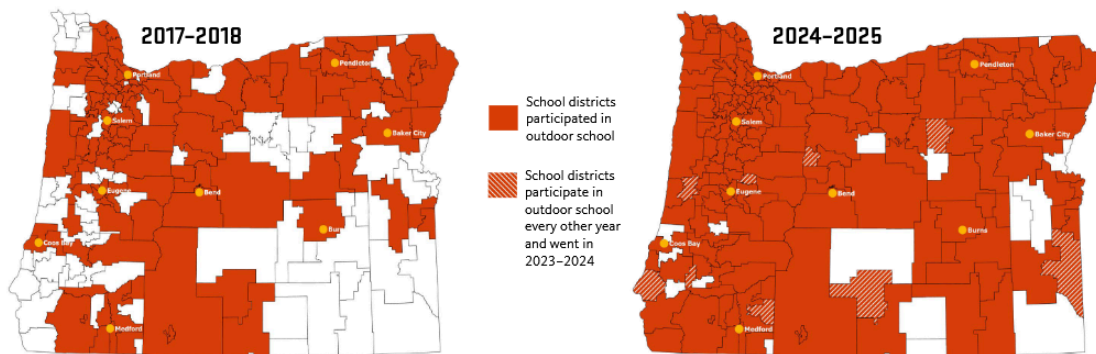 2017–2018
Portland
Pendleton
Salem
Baker City
Eugene
Bend
Bur
Coos Bay
Medford
School districts
participated in
outdoor school
School districts
participate in
outdoor school
every other year
and went in
2023–2024
2024–2025
Portland
Pendleton
Salem
Baker City
Eugene
Bend
Burns
Coos Bay
Medford